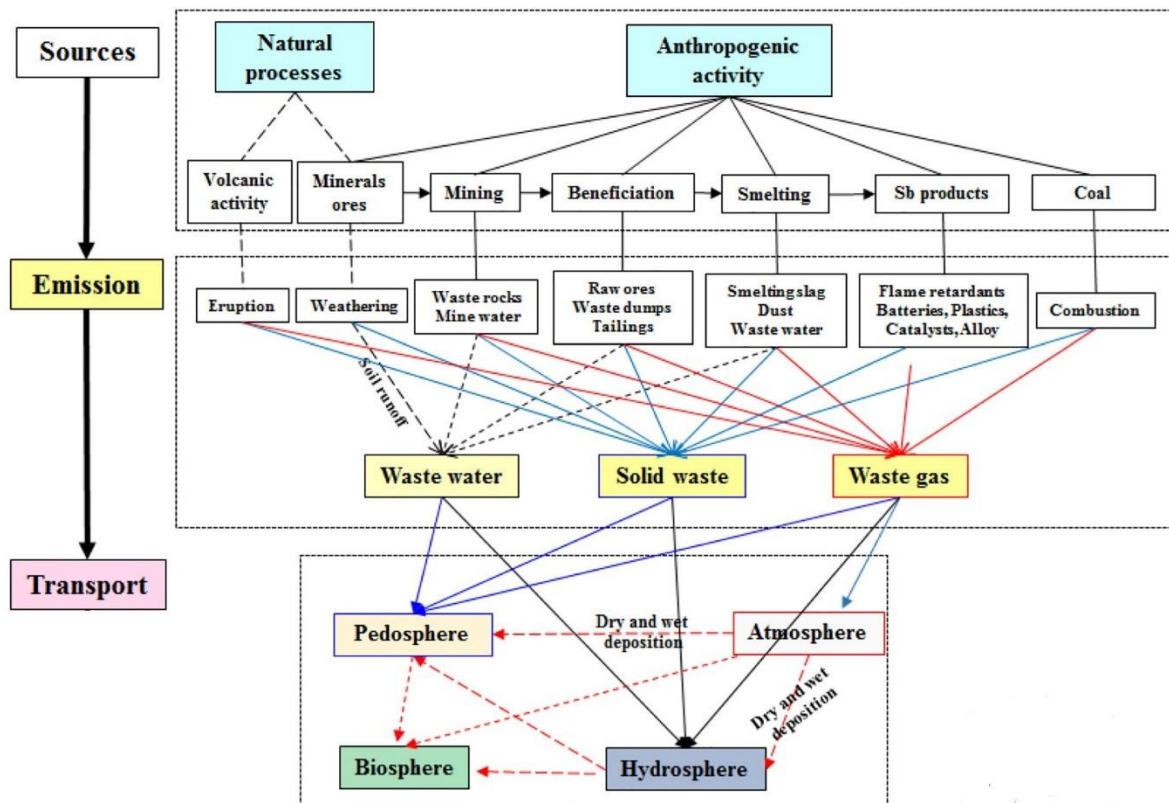 Sources
Natural
processes
Anthropogenic
activity
Volcanic
activity
Minerals
ores
Mining
Beneficiation
Smelting
Sb products
Coal
Emission
Eruption
Weathering
Waste rocks
Mine water
Raw ores
Waste dumps
Tailings
Smelting slag
Dust
Waste water
Flame retardants
Batteries, Plastics,
Catalysts, Alloy
Combustion
Soil runoff
Waste water
Solid waste
Waste gas
Transport
Pedosphere
Dry and wet
deposition
Atmosphere
Dry and wet
deposition
Biosphere
Hydrosphere